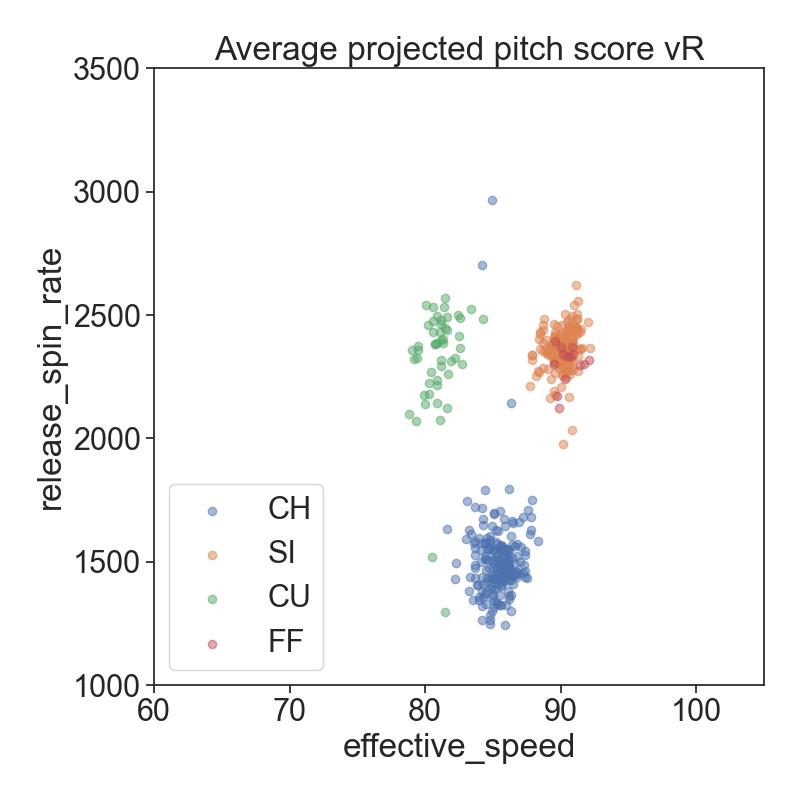 Average projected pitch score vR
3500
3000
2500
2000
1500
1000
release_spin_rate
CH
SI
CU
FF
60
70
80
90
100
effective_speed